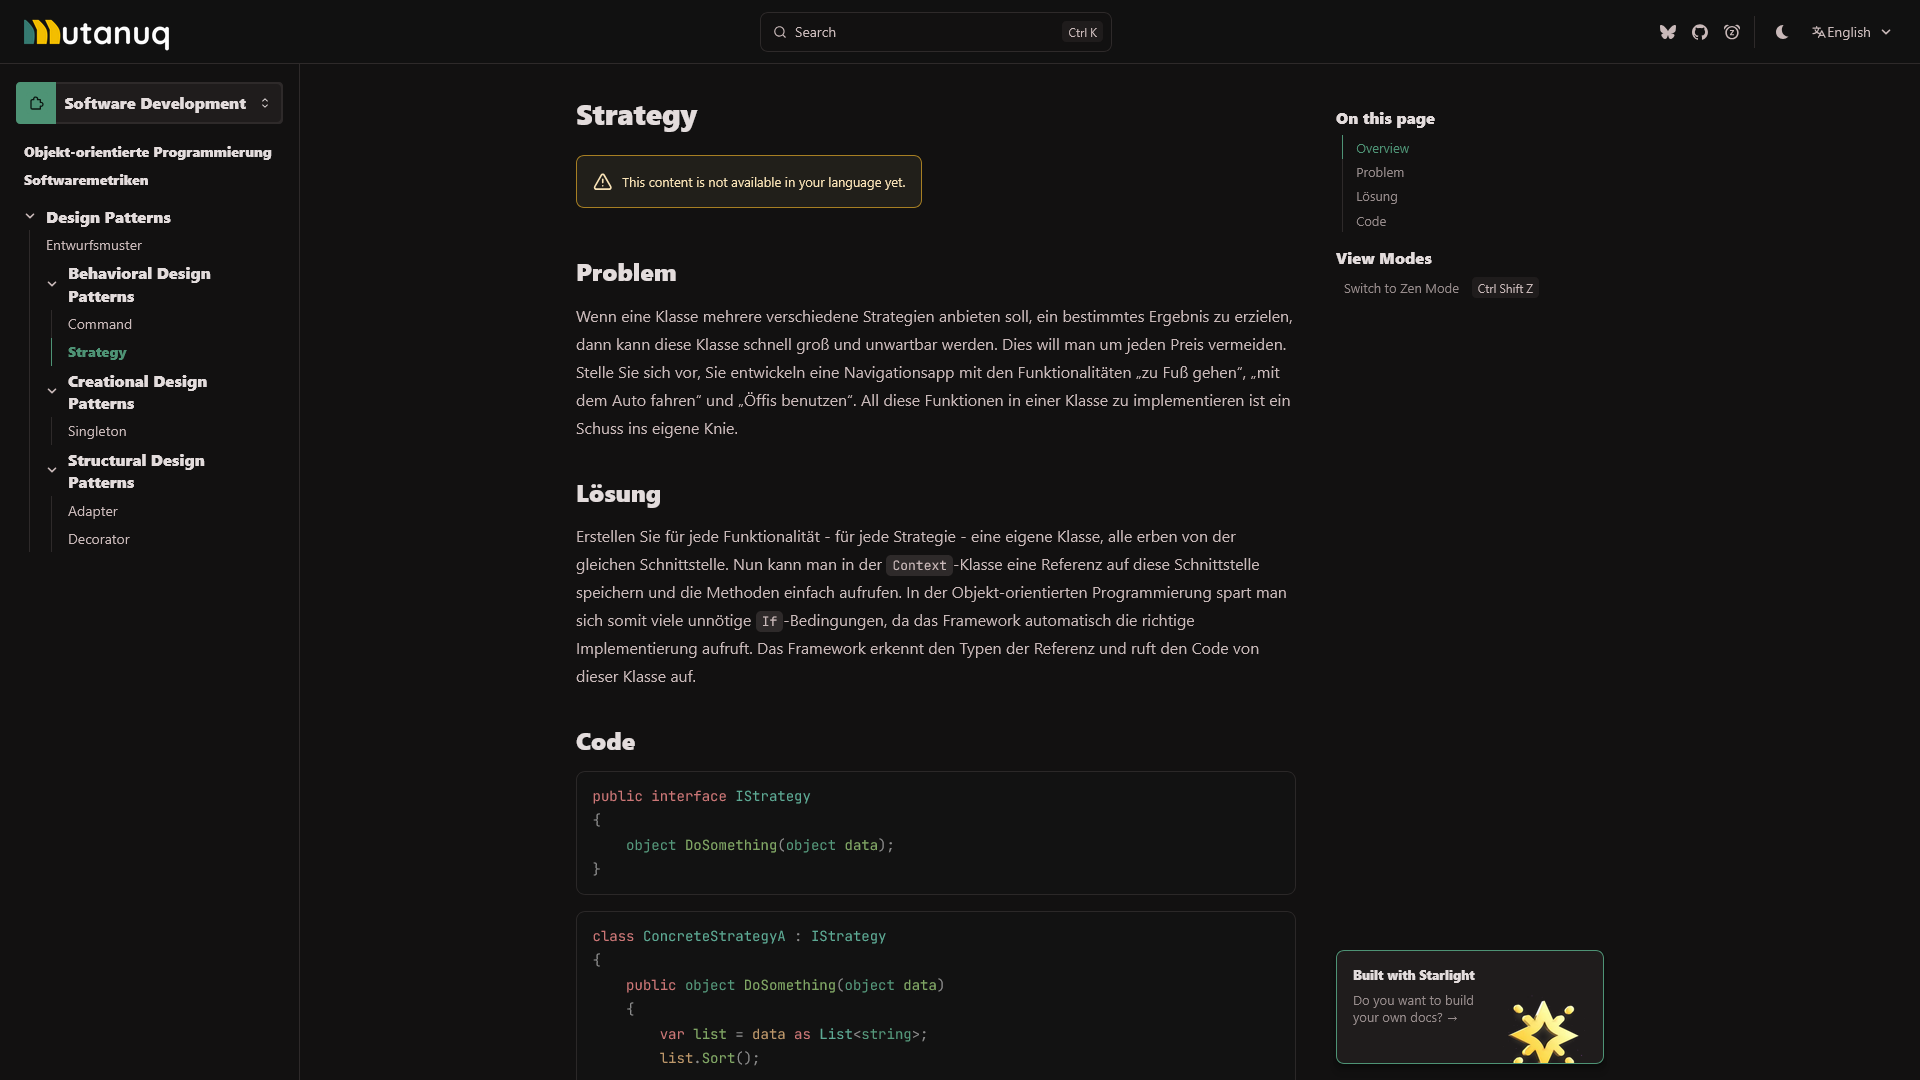 Mutanuq
Search
Ctrl K
English
Software Development
Objekt-orientierte Programmierung
Softwaremetriken
Design Patterns
Entwurfsmuster
Behavioral Design
Patterns
Command
Strategy
Creational Design
Patterns
Singleton
Structural Design
Patterns
Adapter
Decorator
Strategy
This content is not available in your language yet.
Problem
Wenn eine Klasse mehrere verschiedene Strategien anbieten soll, ein bestimmtes Ergebnis zu erzielen,
dann kann diese Klasse schnell groß und unwartbar werden. Dies will man um jeden Preis vermeiden.
Stelle Sie sich vor, Sie entwickeln eine Navigationsapp mit den Funktionalitäten „zu Fuß gehen“, „mit
dem Auto fahren“ und „Öffis benutzen“. All diese Funktionen in einer Klasse zu implementieren ist ein
Schuss ins eigene Knie.
Lösung
Erstellen Sie für jede Funktionalität - für jede Strategie - eine eigene Klasse, alle erben von der
gleichen Schnittstelle. Nun kann man in der Context-Klasse eine Referenz auf diese Schnittstelle
speichern und die Methoden einfach aufrufen. In der Objekt-orientierten Programmierung spart man
sich somit viele unnötige If-Bedingungen, da das Framework automatisch die richtige
Implementierung aufruft. Das Framework erkennt den Typen der Referenz und ruft den Code von
dieser Klasse auf.
Code
public interface IStrategy
{
    object DoSomething(object data);
}
class ConcreteStrategyA : IStrategy
{
    public object DoSomething(object data)
    {
        var list = data as List<string>;
        list.Sort();
On this page
Overview
Problem
Lösung
Code
View Modes
Switch to Zen Mode Ctrl Shift Z
Built with Starlight
Do you want to build
your own docs? →